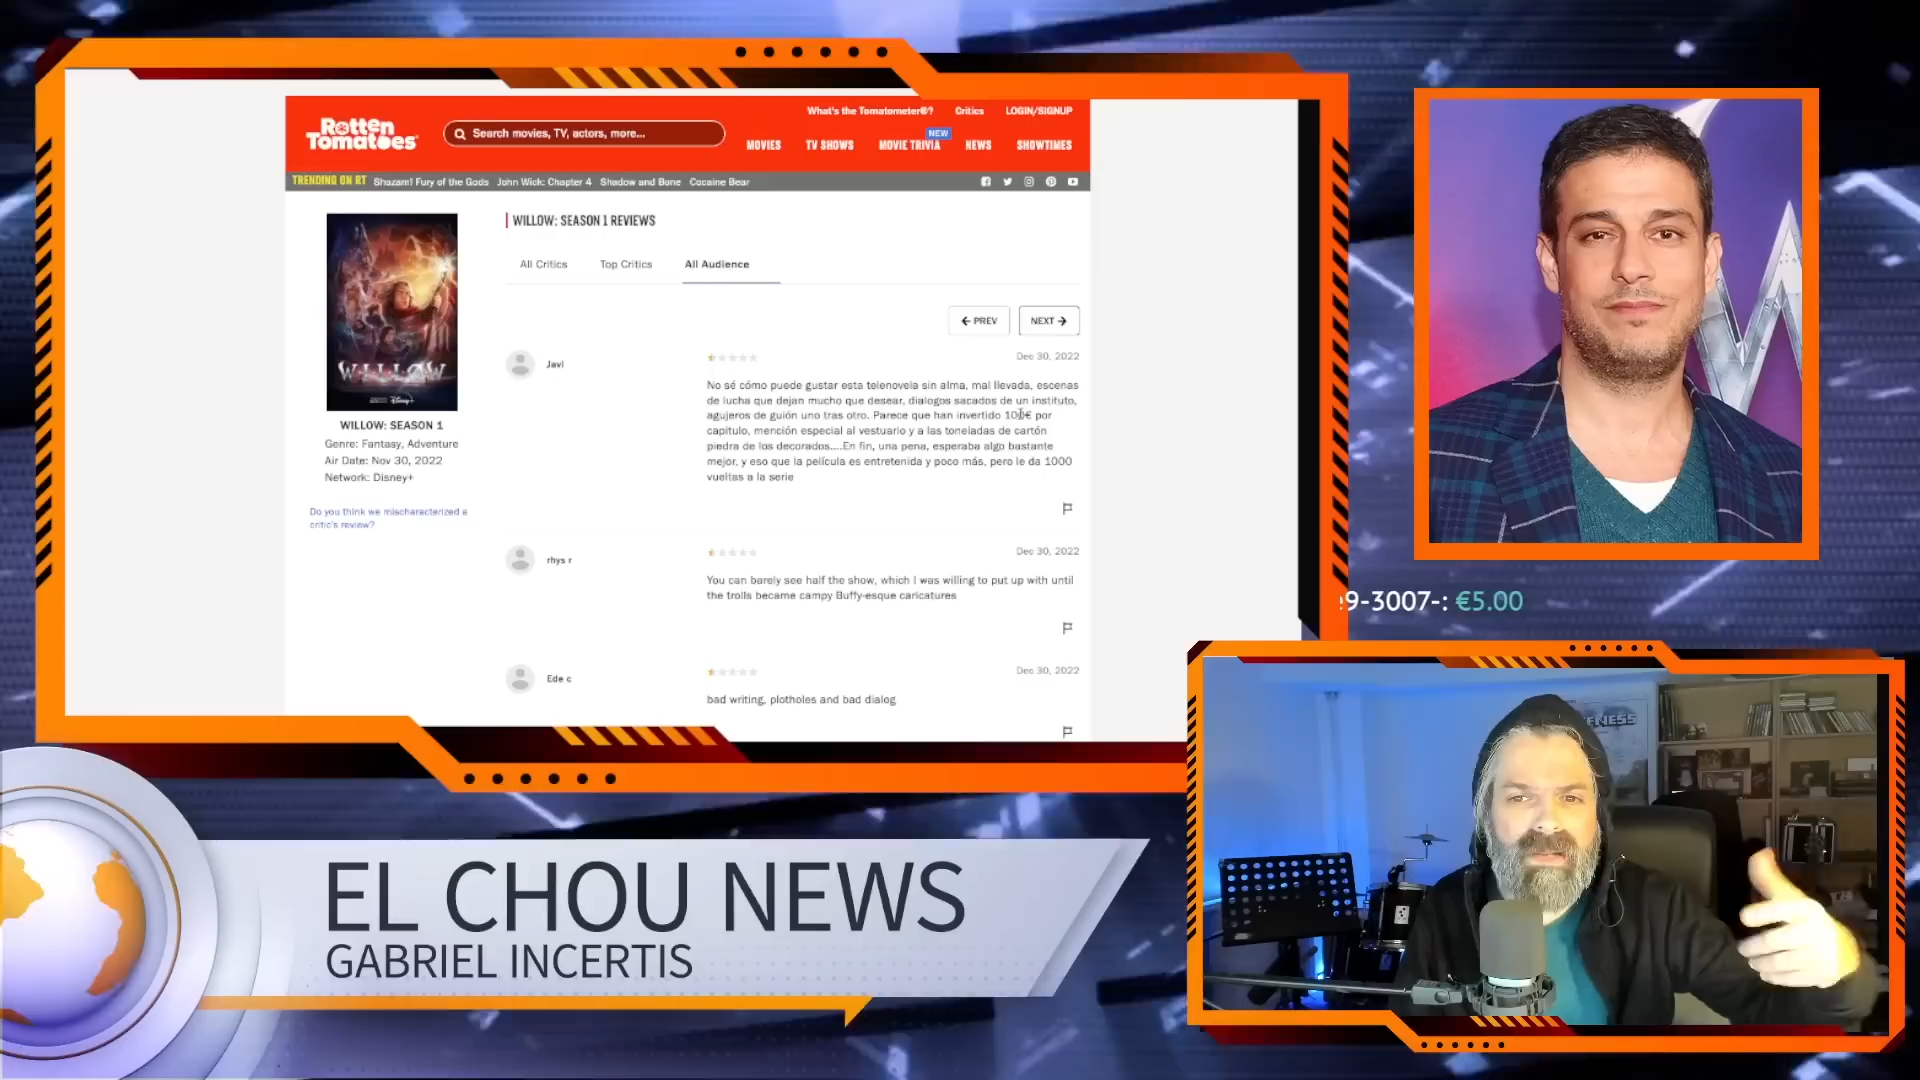 What's the Tomatometer®?
Critics
LOGIN/SIGNUP
Rotten
Tomatoes
Search movies, TV, actors, more...
NEW
MOVIES
TV SHOWS
MOVIE TRIVIA
NEWS
SHOWTIMES
TRENDING ON RT
Shazam! Fury of the Gods
John Wick: Chapter 4
Shadow and Bone
Cocaine Bear
WILLOW: SEASON 1 REVIEWS
All Critics
Top Critics
All Audience
PREV
NEXT
WILLOW
Disney+
WILLOW: SEASON 1
Genre: Fantasy, Adventure
Air Date: Nov 30, 2022
Network: Disney+
Do you think we mischaracterized a
critic's review?
Javi
Dec 30, 2022
No sé cómo puede gustar esta telenovela sin alma, mal llevada, escenas
de lucha que dejan mucho que desear, dialogos sacados de un instituto,
agujeros de guión uno tras otro. Parece que han invertido 100€ por
capitulo, mención especial al vestuario y a las toneladas de cartón
piedra de los decorados....En fin, una pena, esperaba algo bastante
mejor, y eso que la película es entretenida y poco más, pero le da 1000
vueltas a la serie
rhys r
Dec 30, 2022
You can barely see half the show, which I was willing to put up with until
the trolls became campy Buffy-esque caricatures
Ede c
Dec 30, 2022
bad writing, plotholes and bad dialog
9-3007-: €5.00
EL CHOU NEWS
GABRIEL INCERTIS